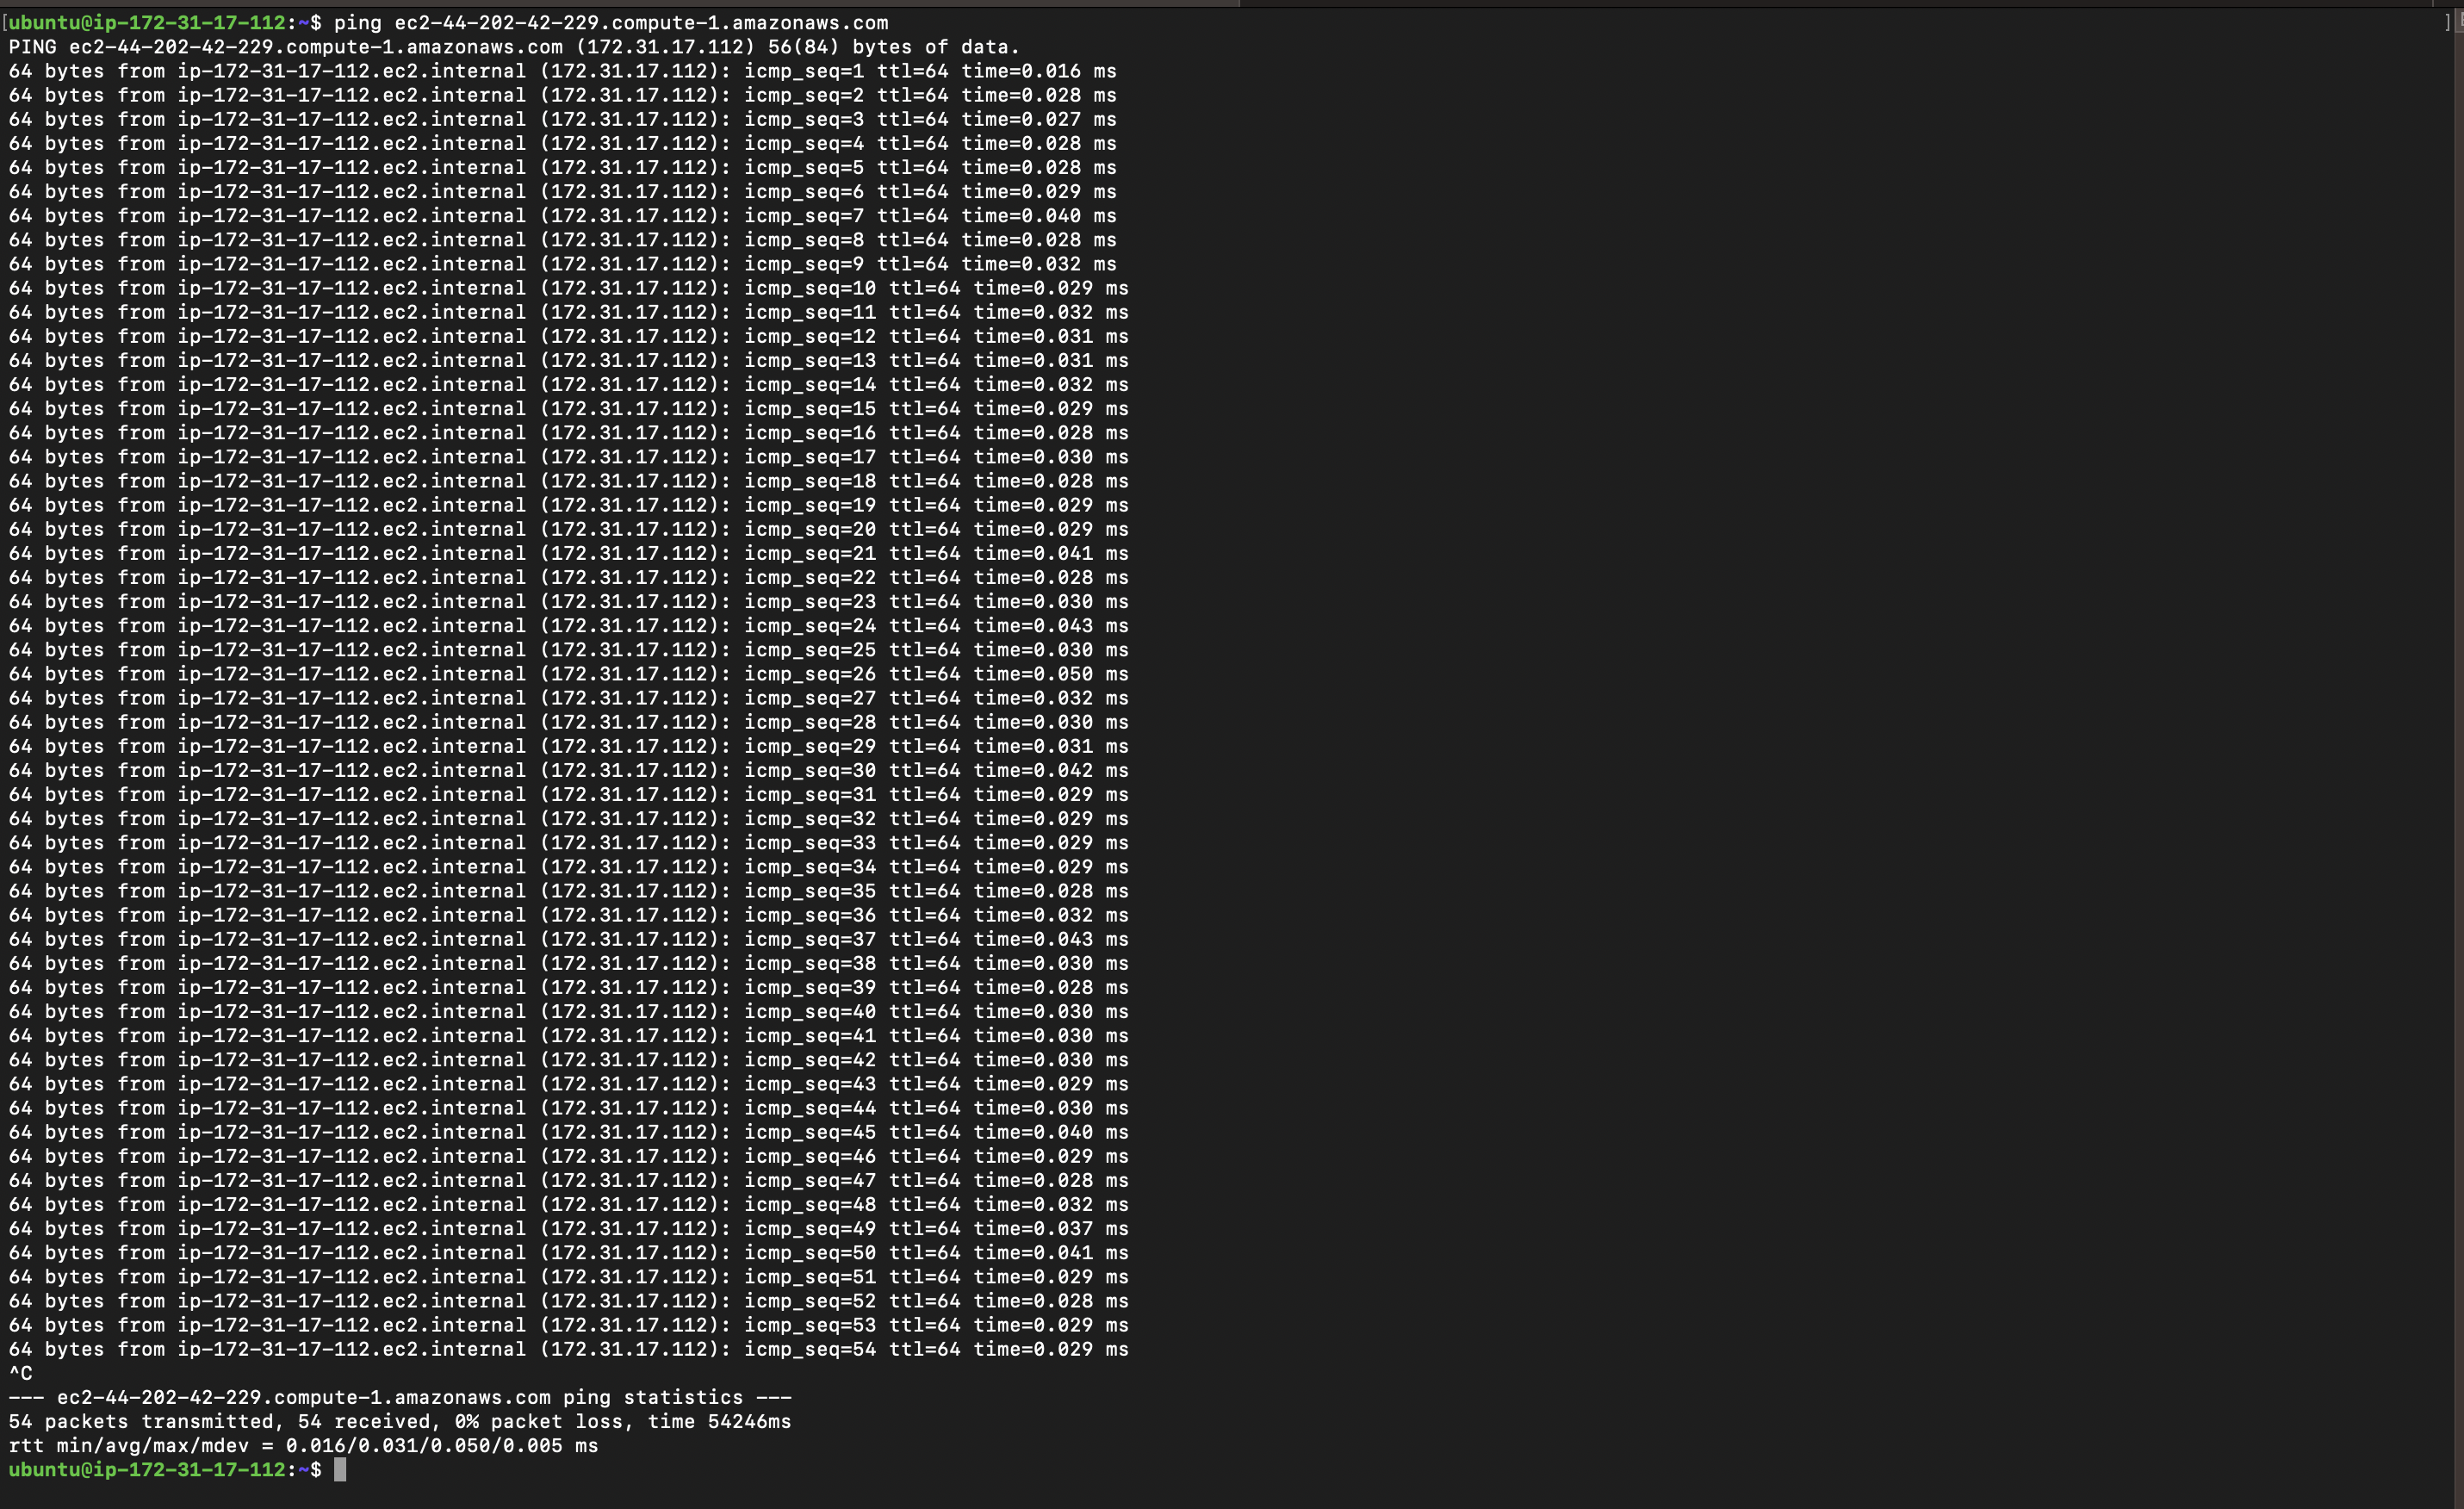 [ubuntu@ip-172-31-17-112:~$ ping ec2-44-202-42-229.compute-1.amazonaws.com ]
PING ec2-44-202-42-229.compute-1.amazonaws.com (172.31.17.112) 56(84) bytes of data.
64 bytes from ip-172-31-17-112.ec2.internal (172.31.17.112): icmp_seq=1 ttl=64 time=0.016 ms
64 bytes from ip-172-31-17-112.ec2.internal (172.31.17.112): icmp_seq=2 ttl=64 time=0.028 ms
64 bytes from ip-172-31-17-112.ec2.internal (172.31.17.112): icmp_seq=3 ttl=64 time=0.027 ms
64 bytes from ip-172-31-17-112.ec2.internal (172.31.17.112): icmp_seq=4 ttl=64 time=0.028 ms
64 bytes from ip-172-31-17-112.ec2.internal (172.31.17.112): icmp_seq=5 ttl=64 time=0.028 ms
64 bytes from ip-172-31-17-112.ec2.internal (172.31.17.112): icmp_seq=6 ttl=64 time=0.029 ms
64 bytes from ip-172-31-17-112.ec2.internal (172.31.17.112): icmp_seq=7 ttl=64 time=0.040 ms
64 bytes from ip-172-31-17-112.ec2.internal (172.31.17.112): icmp_seq=8 ttl=64 time=0.028 ms
64 bytes from ip-172-31-17-112.ec2.internal (172.31.17.112): icmp_seq=9 ttl=64 time=0.032 ms
64 bytes from ip-172-31-17-112.ec2.internal (172.31.17.112): icmp_seq=10 ttl=64 time=0.029 ms
64 bytes from ip-172-31-17-112.ec2.internal (172.31.17.112): icmp_seq=11 ttl=64 time=0.032 ms
64 bytes from ip-172-31-17-112.ec2.internal (172.31.17.112): icmp_seq=12 ttl=64 time=0.031 ms
64 bytes from ip-172-31-17-112.ec2.internal (172.31.17.112): icmp_seq=13 ttl=64 time=0.031 ms
64 bytes from ip-172-31-17-112.ec2.internal (172.31.17.112): icmp_seq=14 ttl=64 time=0.032 ms
64 bytes from ip-172-31-17-112.ec2.internal (172.31.17.112): icmp_seq=15 ttl=64 time=0.029 ms
64 bytes from ip-172-31-17-112.ec2.internal (172.31.17.112): icmp_seq=16 ttl=64 time=0.028 ms
64 bytes from ip-172-31-17-112.ec2.internal (172.31.17.112): icmp_seq=17 ttl=64 time=0.030 ms
64 bytes from ip-172-31-17-112.ec2.internal (172.31.17.112): icmp_seq=18 ttl=64 time=0.028 ms
64 bytes from ip-172-31-17-112.ec2.internal (172.31.17.112): icmp_seq=19 ttl=64 time=0.029 ms
64 bytes from ip-172-31-17-112.ec2.internal (172.31.17.112): icmp_seq=20 ttl=64 time=0.029 ms
64 bytes from ip-172-31-17-112.ec2.internal (172.31.17.112): icmp_seq=21 ttl=64 time=0.041 ms
64 bytes from ip-172-31-17-112.ec2.internal (172.31.17.112): icmp_seq=22 ttl=64 time=0.028 ms
64 bytes from ip-172-31-17-112.ec2.internal (172.31.17.112): icmp_seq=23 ttl=64 time=0.030 ms
64 bytes from ip-172-31-17-112.ec2.internal (172.31.17.112): icmp_seq=24 ttl=64 time=0.043 ms
64 bytes from ip-172-31-17-112.ec2.internal (172.31.17.112): icmp_seq=25 ttl=64 time=0.030 ms
64 bytes from ip-172-31-17-112.ec2.internal (172.31.17.112): icmp_seq=26 ttl=64 time=0.050 ms
64 bytes from ip-172-31-17-112.ec2.internal (172.31.17.112): icmp_seq=27 ttl=64 time=0.032 ms
64 bytes from ip-172-31-17-112.ec2.internal (172.31.17.112): icmp_seq=28 ttl=64 time=0.030 ms
64 bytes from ip-172-31-17-112.ec2.internal (172.31.17.112): icmp_seq=29 ttl=64 time=0.031 ms
64 bytes from ip-172-31-17-112.ec2.internal (172.31.17.112): icmp_seq=30 ttl=64 time=0.042 ms
64 bytes from ip-172-31-17-112.ec2.internal (172.31.17.112): icmp_seq=31 ttl=64 time=0.029 ms
64 bytes from ip-172-31-17-112.ec2.internal (172.31.17.112): icmp_seq=32 ttl=64 time=0.029 ms
64 bytes from ip-172-31-17-112.ec2.internal (172.31.17.112): icmp_seq=33 ttl=64 time=0.029 ms
64 bytes from ip-172-31-17-112.ec2.internal (172.31.17.112): icmp_seq=34 ttl=64 time=0.029 ms
64 bytes from ip-172-31-17-112.ec2.internal (172.31.17.112): icmp_seq=35 ttl=64 time=0.028 ms
64 bytes from ip-172-31-17-112.ec2.internal (172.31.17.112): icmp_seq=36 ttl=64 time=0.032 ms
64 bytes from ip-172-31-17-112.ec2.internal (172.31.17.112): icmp_seq=37 ttl=64 time=0.043 ms
64 bytes from ip-172-31-17-112.ec2.internal (172.31.17.112): icmp_seq=38 ttl=64 time=0.030 ms
64 bytes from ip-172-31-17-112.ec2.internal (172.31.17.112): icmp_seq=39 ttl=64 time=0.028 ms
64 bytes from ip-172-31-17-112.ec2.internal (172.31.17.112): icmp_seq=40 ttl=64 time=0.030 ms
64 bytes from ip-172-31-17-112.ec2.internal (172.31.17.112): icmp_seq=41 ttl=64 time=0.030 ms
64 bytes from ip-172-31-17-112.ec2.internal (172.31.17.112): icmp_seq=42 ttl=64 time=0.030 ms
64 bytes from ip-172-31-17-112.ec2.internal (172.31.17.112): icmp_seq=43 ttl=64 time=0.029 ms
64 bytes from ip-172-31-17-112.ec2.internal (172.31.17.112): icmp_seq=44 ttl=64 time=0.030 ms
64 bytes from ip-172-31-17-112.ec2.internal (172.31.17.112): icmp_seq=45 ttl=64 time=0.040 ms
64 bytes from ip-172-31-17-112.ec2.internal (172.31.17.112): icmp_seq=46 ttl=64 time=0.029 ms
64 bytes from ip-172-31-17-112.ec2.internal (172.31.17.112): icmp_seq=47 ttl=64 time=0.028 ms
64 bytes from ip-172-31-17-112.ec2.internal (172.31.17.112): icmp_seq=48 ttl=64 time=0.032 ms
64 bytes from ip-172-31-17-112.ec2.internal (172.31.17.112): icmp_seq=49 ttl=64 time=0.037 ms
64 bytes from ip-172-31-17-112.ec2.internal (172.31.17.112): icmp_seq=50 ttl=64 time=0.041 ms
64 bytes from ip-172-31-17-112.ec2.internal (172.31.17.112): icmp_seq=51 ttl=64 time=0.029 ms
64 bytes from ip-172-31-17-112.ec2.internal (172.31.17.112): icmp_seq=52 ttl=64 time=0.028 ms
64 bytes from ip-172-31-17-112.ec2.internal (172.31.17.112): icmp_seq=53 ttl=64 time=0.029 ms
64 bytes from ip-172-31-17-112.ec2.internal (172.31.17.112): icmp_seq=54 ttl=64 time=0.029 ms
^C
--- ec2-44-202-42-229.compute-1.amazonaws.com ping statistics ---
54 packets transmitted, 54 received, 0% packet loss, time 54246ms
rtt min/avg/max/mdev = 0.016/0.031/0.050/0.005 ms
ubuntu@ip-172-31-17-112:~$